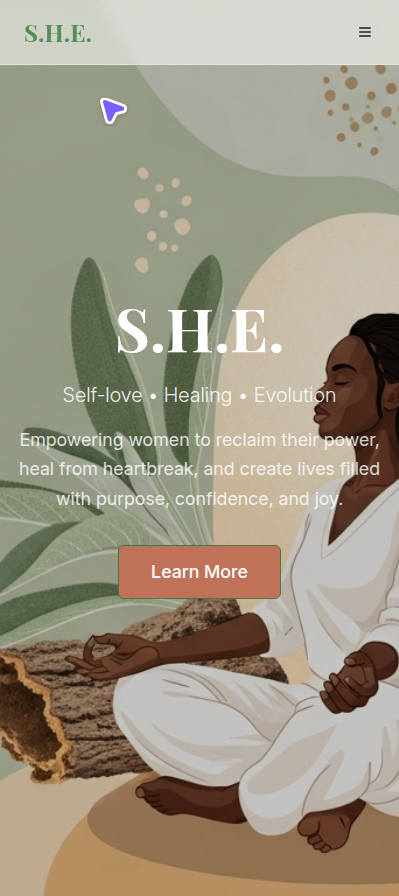 S.H.E.
S.H.E.
Self-love • Healing • Evolution
Empowering women to reclaim their power,
heal from heartbreak, and create lives filled
with purpose, confidence, and joy.
Learn More